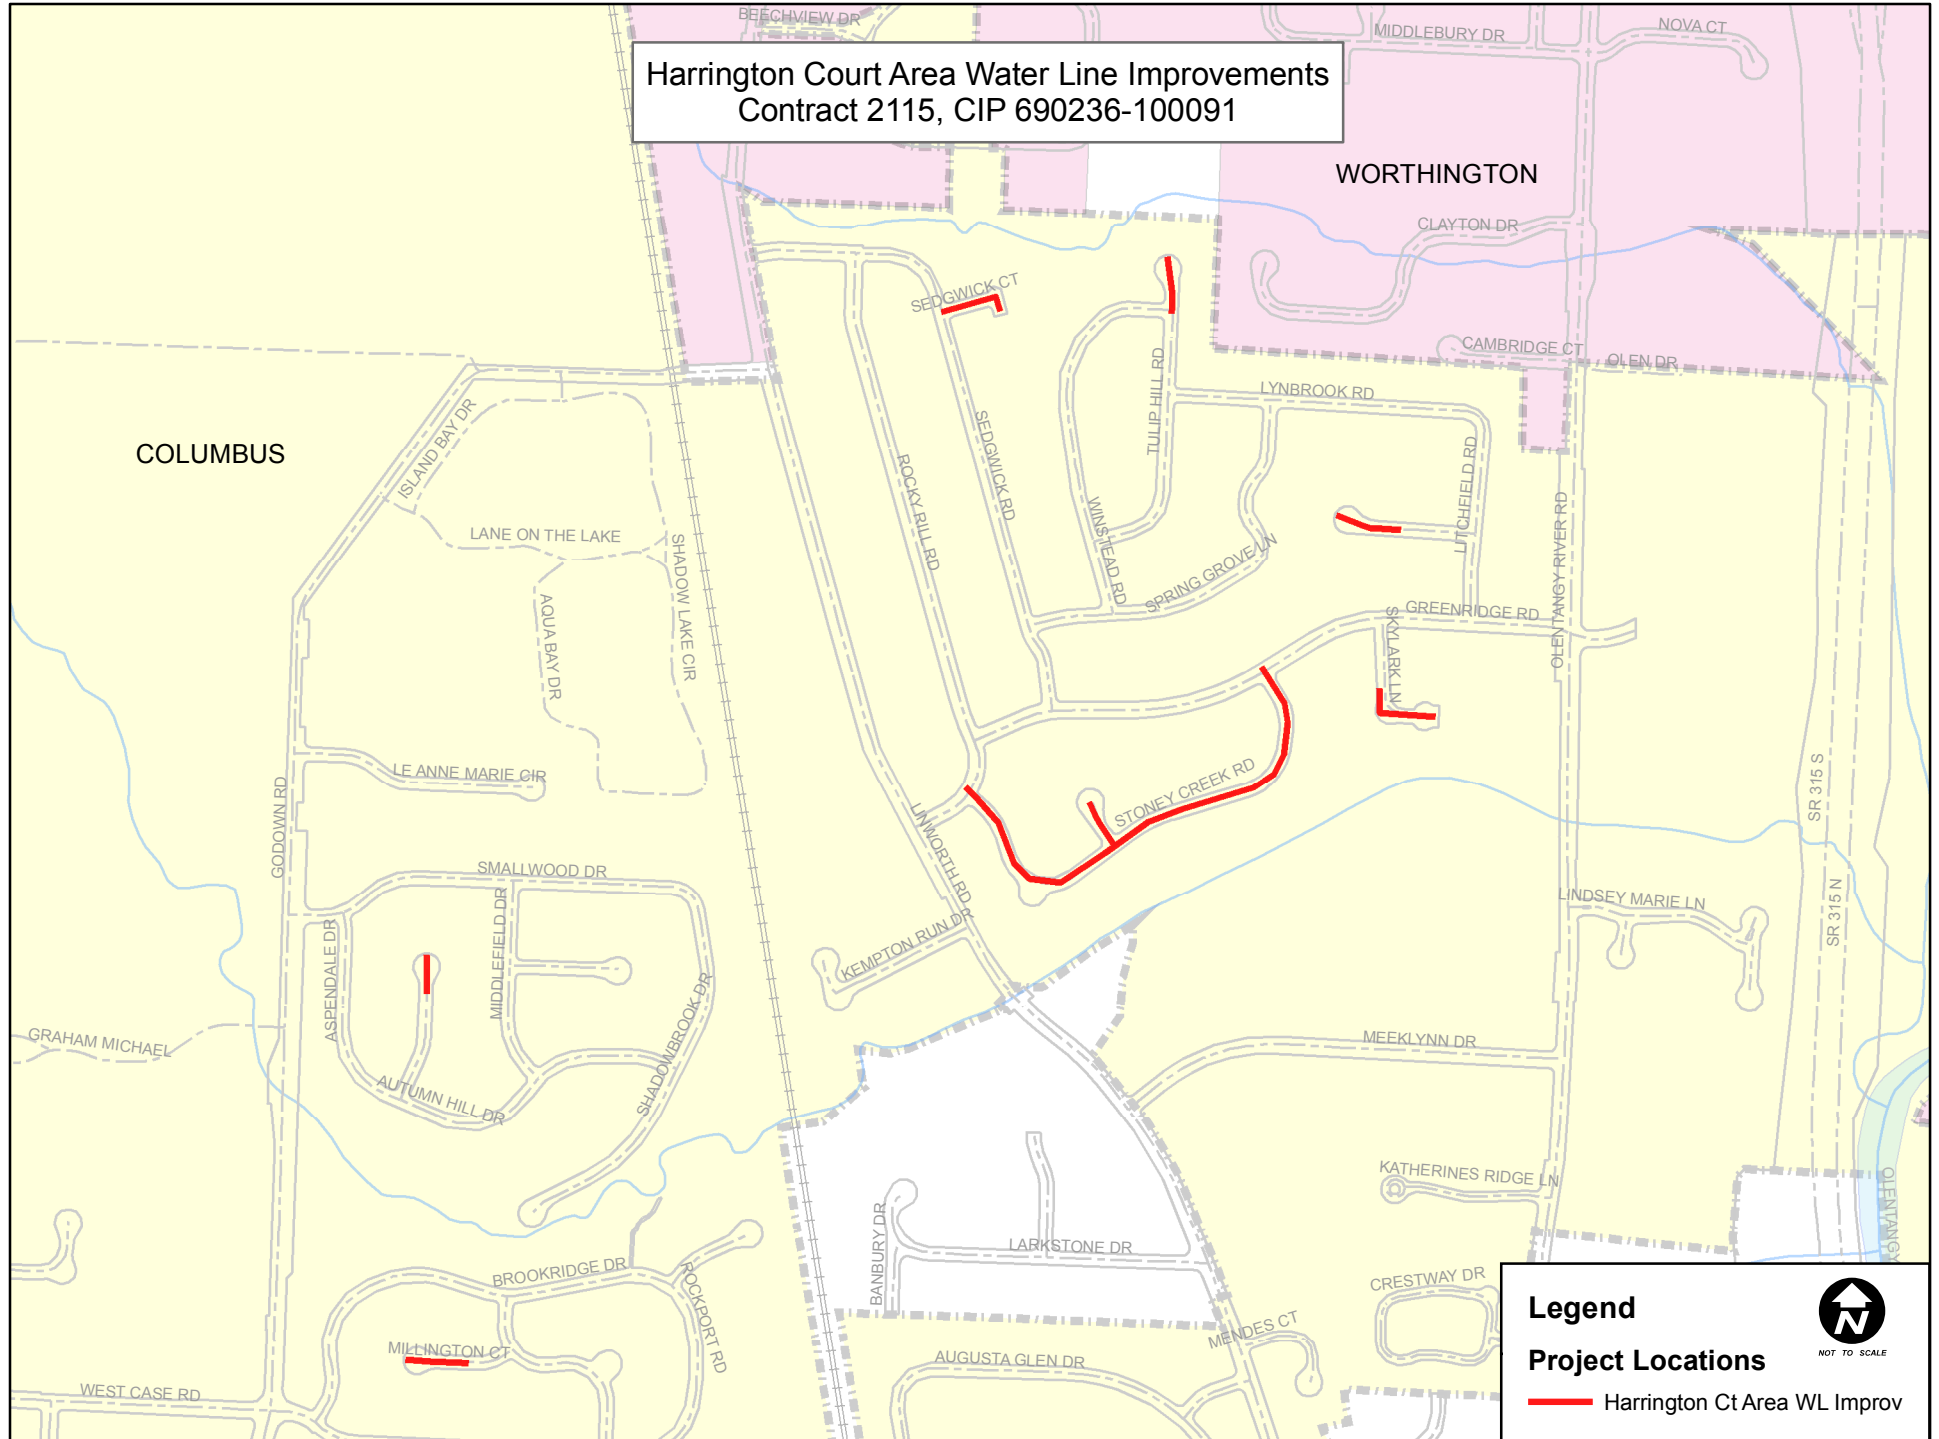 BEECHVIEW DR
MIDDLEBURY DR
NOVA CT
Harrington Court Area Water Line Improvements
Contract 2115, CIP 690236-100091
WORTHINGTON
CLAYTON DR
SEDGWICK CT
CAMBRIDGE CT
OLEN DR
TULIP HILL RD
LYNBROOK RD
ISLAND BAY DR
COLUMBUS
SEDGWICK RD
ROCKY RILL RD
LITCHFIELD RD
WINSTEAD RD
OLENTANGY RIVER RD
LANE ON THE LAKE
SHADOW LAKE CIR
SPRING GROVE LN
AQUA BAY DR
GREENRIDGE RD
SKYLARK LN
LE ANNE MARIE CIR
GODOWN RD
STONEY CREEK RD
SR 315 S
LINWORTH RD
SMALLWOOD DR
MIDDLEFIELD DR
LINDSEY MARIE LN
SR 315 N
ASPENDALE DR
KEMPTON RUN DR
SHADOWBROOK DR
GRAHAM MICHAEL
MEEKLYNN DR
AUTUMN HILL DR
KATHERINES RIDGE LN
OLENTANGY
BANBURY DR
LARKSTONE DR
BROOKRIDGE DR
ROCKPORT RD
CRESTWAY DR
MENDES CT
MILLINGTON CT
AUGUSTA GLEN DR
WEST CASE RD
Legend
N
NOT TO SCALE
Project Locations
Harrington Ct Area WL Improv